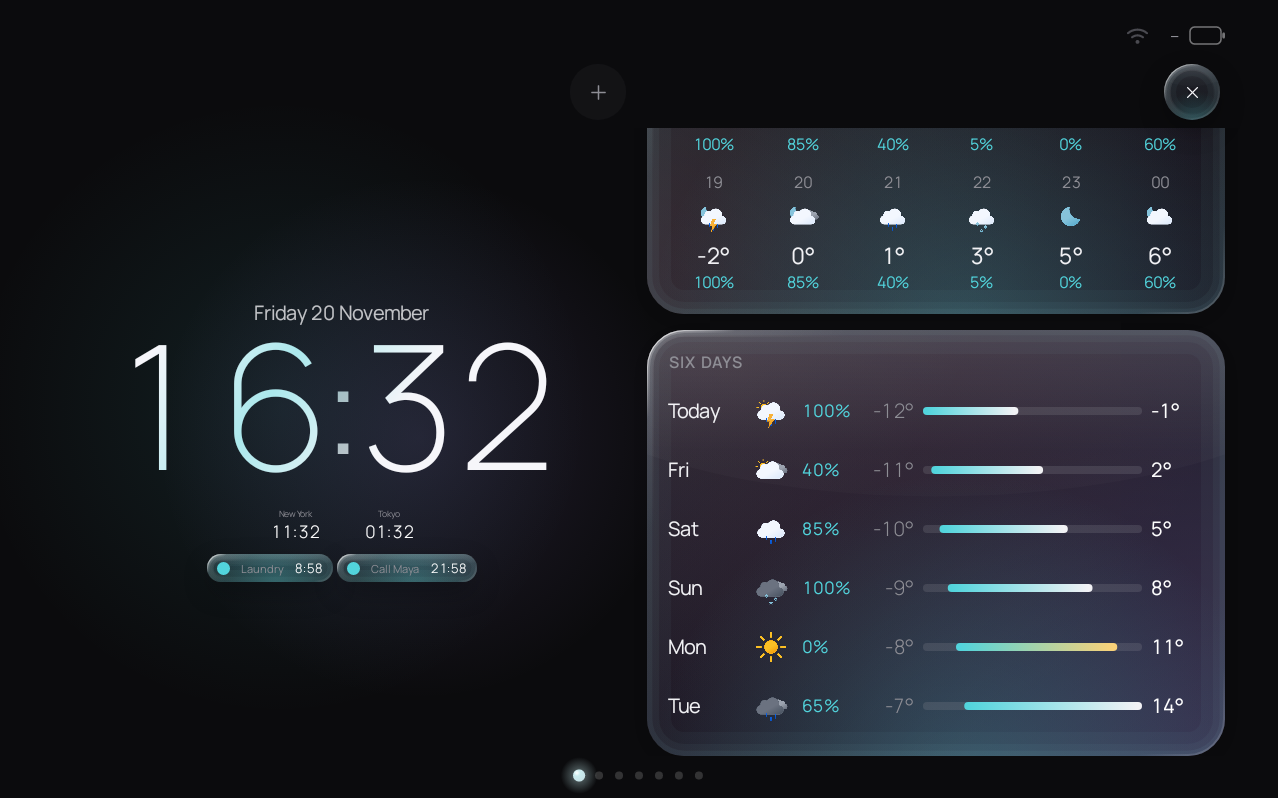 –
+
100% 85% 40% 5% 0% 60%
19 20 21 22 23 00
-2° 0° 1° 3° 5° 6°
100% 85% 40% 5% 0% 60%
Friday 20 November
16:32
New York Tokyo
11:32 01:32
Laundry 8:58 Call Maya 21:58
SIX DAYS
Today 100% -12° -1°
Fri 40% -11° 2°
Sat 85% -10° 5°
Sun 100% -9° 8°
Mon 0% -8° 11°
Tue 65% -7° 14°